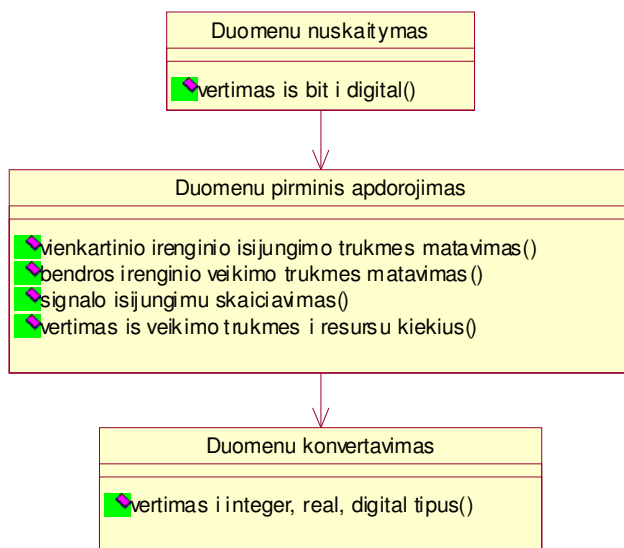 Duomenu nuskaitymas
vertimas is bit i digital()
Duomenu pirminis apdorojimas
vienkartinio irenginio isijungimo trukmes matavimas()
bendros irenginio veikimo trukmes matavimas()
signalo isijungimu skaiciavimas()
vertimas is veikimo trukmes i resursu kiekius()
Duomenu konvertavimas
vertimas i integer, real, digital tipus()